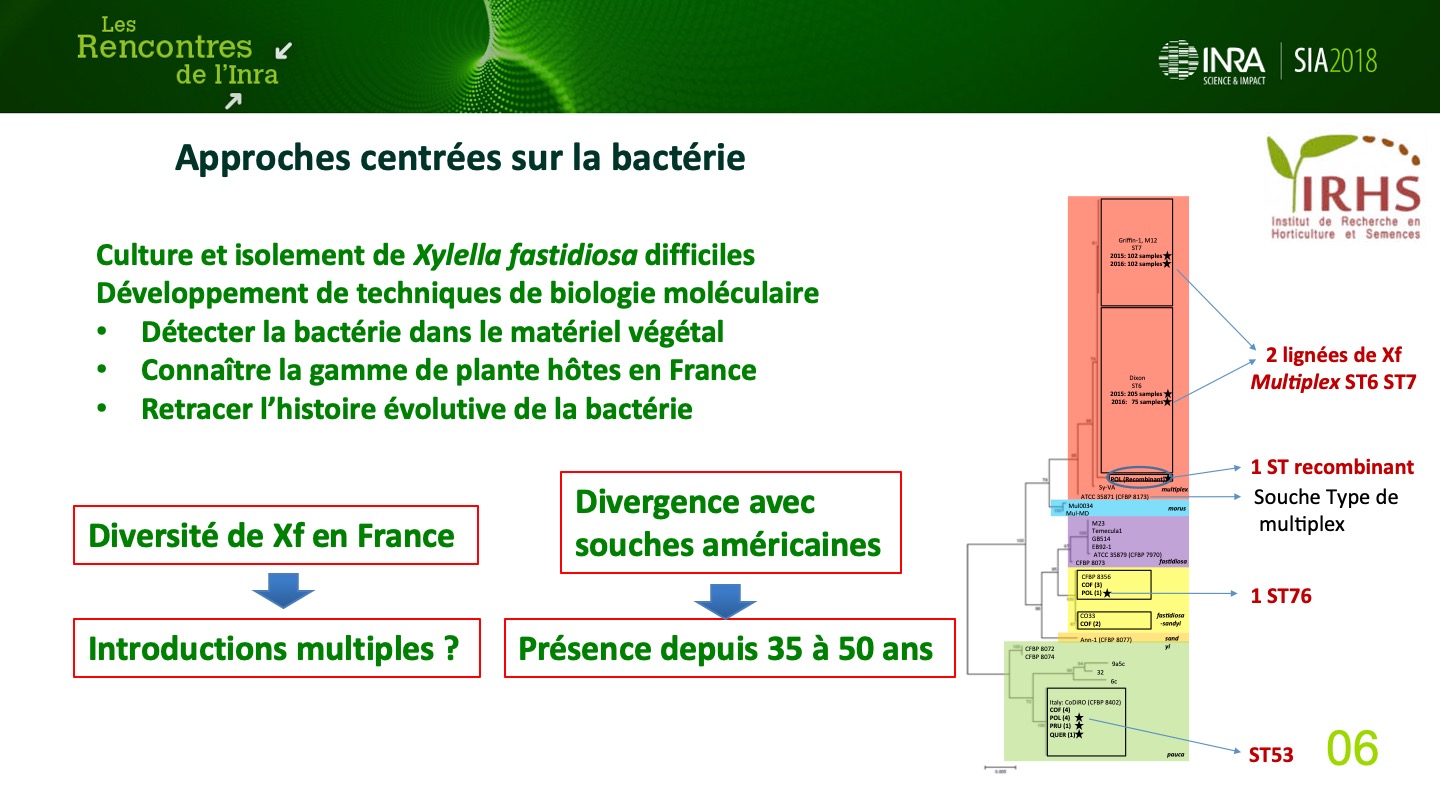 Les
Rencontres
de l'Inra
INRA
SCIENCE & IMPACT
SIA2018
Approches centrées sur la bactérie
IRHS
Institut de Recherche en
Horticulture et Semences
Culture et isolement de Xylella fastidiosa difficiles
Développement de techniques de biologie moléculaire
• Détecter la bactérie dans le matériel végétal
• Connaître la gamme de plante hôtes en France
• Retracer l’histoire évolutive de la bactérie
Diversité de Xf en France
Introductions multiples ?
Divergence avec
souches américaines
Présence depuis 35 à 50 ans
Griffin-1, M12
ST7
2015: 102 samples
2016: 102 samples
Dixon
ST6
2015: 205 samples
2016: 75 samples
POL (Recombinant)
Sy-VA
multiplex
ATCC 35871 (CFBP 8173)
Mul0034
Mul-MD
morus
M23
Temecula1
GB514
EB92-1
ATCC 35879 (CFBP 7970)
CFBP 8073
fastidiosa
CFBP 8356
COF (3)
POL (1)
CO33
COF (2)
fastidiosa
-sandyi
Ann-1 (CFBP 8077)
sand
yi
CFBP 8072
CFBP 8074
9a5c
32
6c
Italy: CoDiRO (CFBP 8402)
COF (4)
POL (4)
PRU (1)
QUER (1)
pauca
2 lignées de Xf
Multiplex ST6 ST7
1 ST recombinant
Souche Type de
multiplex
1 ST76
ST53
06